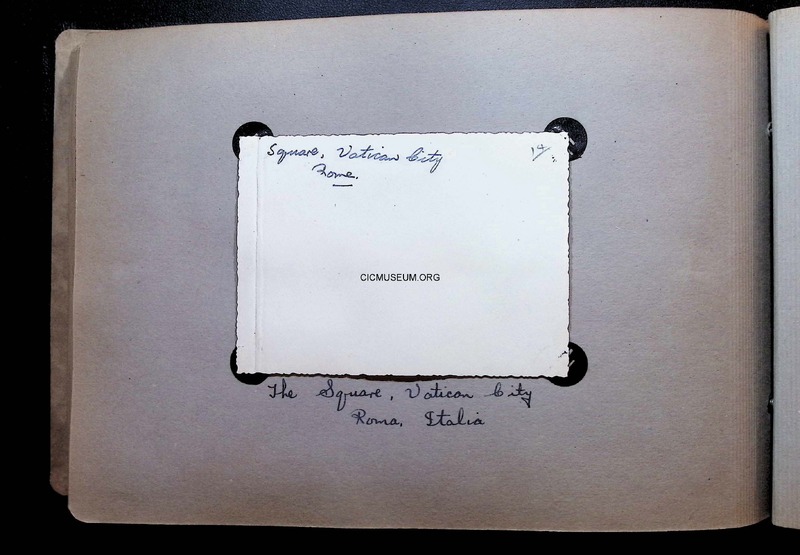 Square, Vatican City
Rome.
14/
CICMUSEUM.ORG
The Square, Vatican City
Roma, Italia